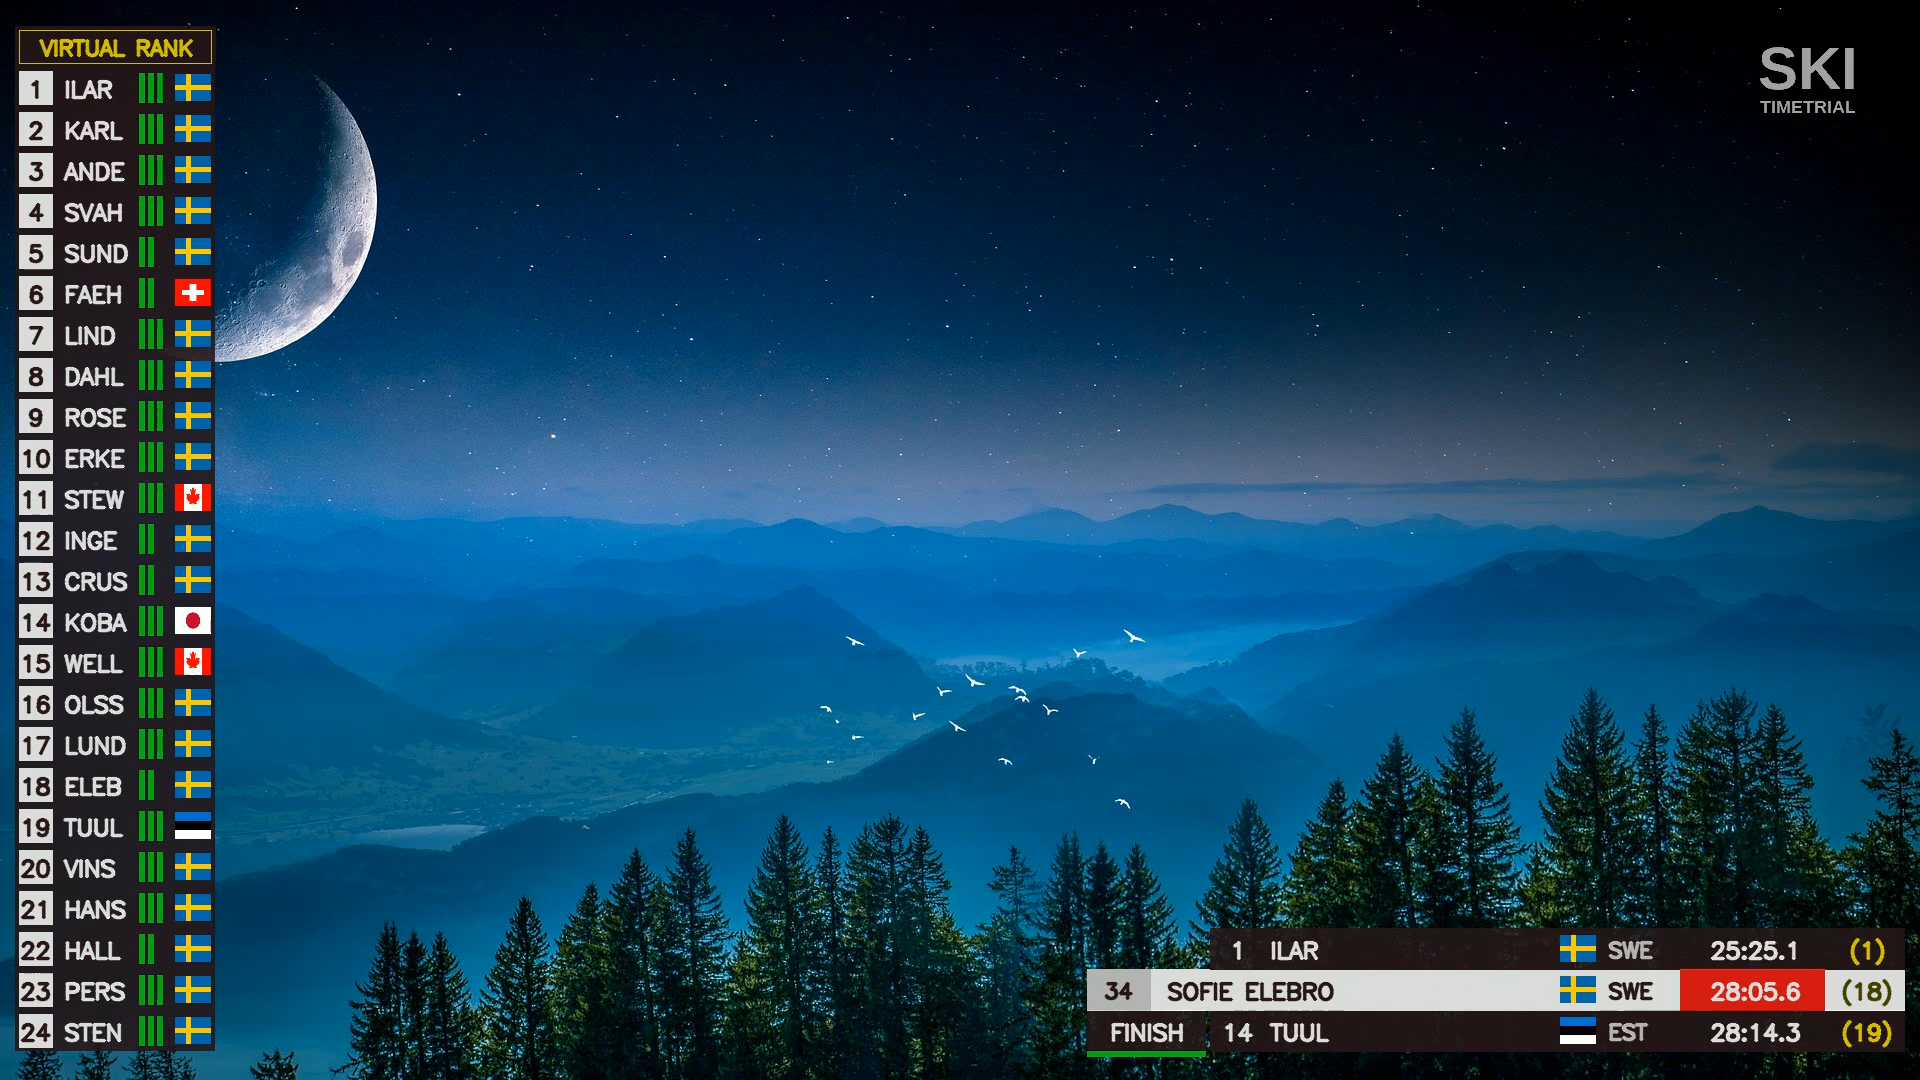 VIRTUAL RANK
1 ILAR
2 KARL
3 ANDE
4 SVAH
5 SUND
6 FAEH
7 LIND
8 DAHL
9 ROSE
10 ERKE
11 STEW
12 INGE
13 CRUS
14 KOBA
15 WELL
16 OLSS
17 LUND
18 ELEB
19 TUUL
20 VINS
21 HANS
22 HALL
23 PERS
24 STEN
SKI
TIMETRIAL
1 ILAR SWE 25:25.1 (1)
34 SOFIE ELEBRO SWE 28:05.6 (18)
FINISH 14 TUUL EST 28:14.3 (19)